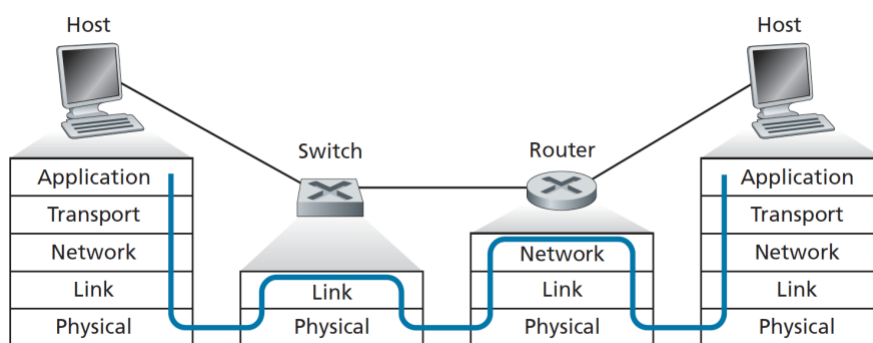 Host
Host
Switch
Router
Application
Transport
Network
Link
Physical
Link
Physical
Network
Link
Physical
Application
Transport
Network
Link
Physical